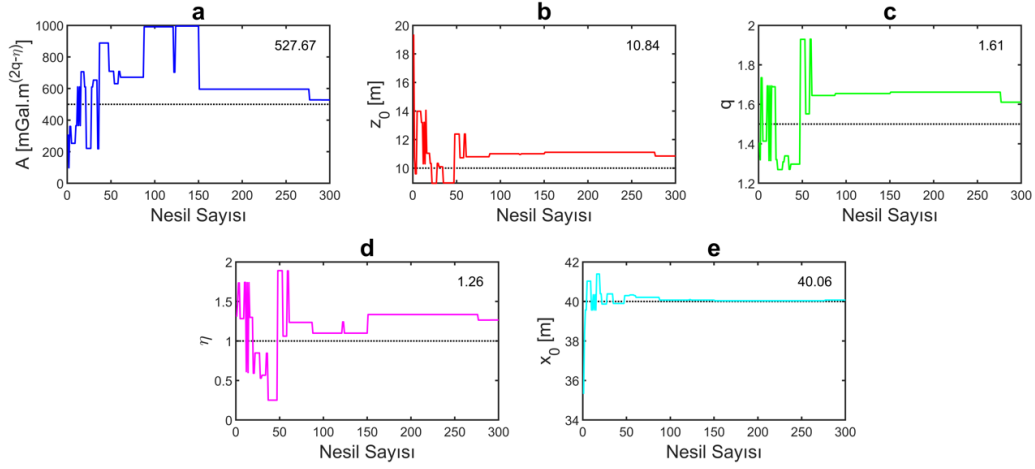 a
527.67
A [mGal.m(2q-η)]
0 200 400 600 800 1000
0 50 100 150 200 250 300
Nesil Sayısı
b
10.84
z0 [m]
10 12 14 16 18 20
0 50 100 150 200 250 300
Nesil Sayısı
c
1.61
q
1.2 1.4 1.6 1.8 2
0 50 100 150 200 250 300
Nesil Sayısı
d
1.26
η
0 0.5 1 1.5 2
0 50 100 150 200 250 300
Nesil Sayısı
e
40.06
x0 [m]
34 36 38 40 42
0 50 100 150 200 250 300
Nesil Sayısı